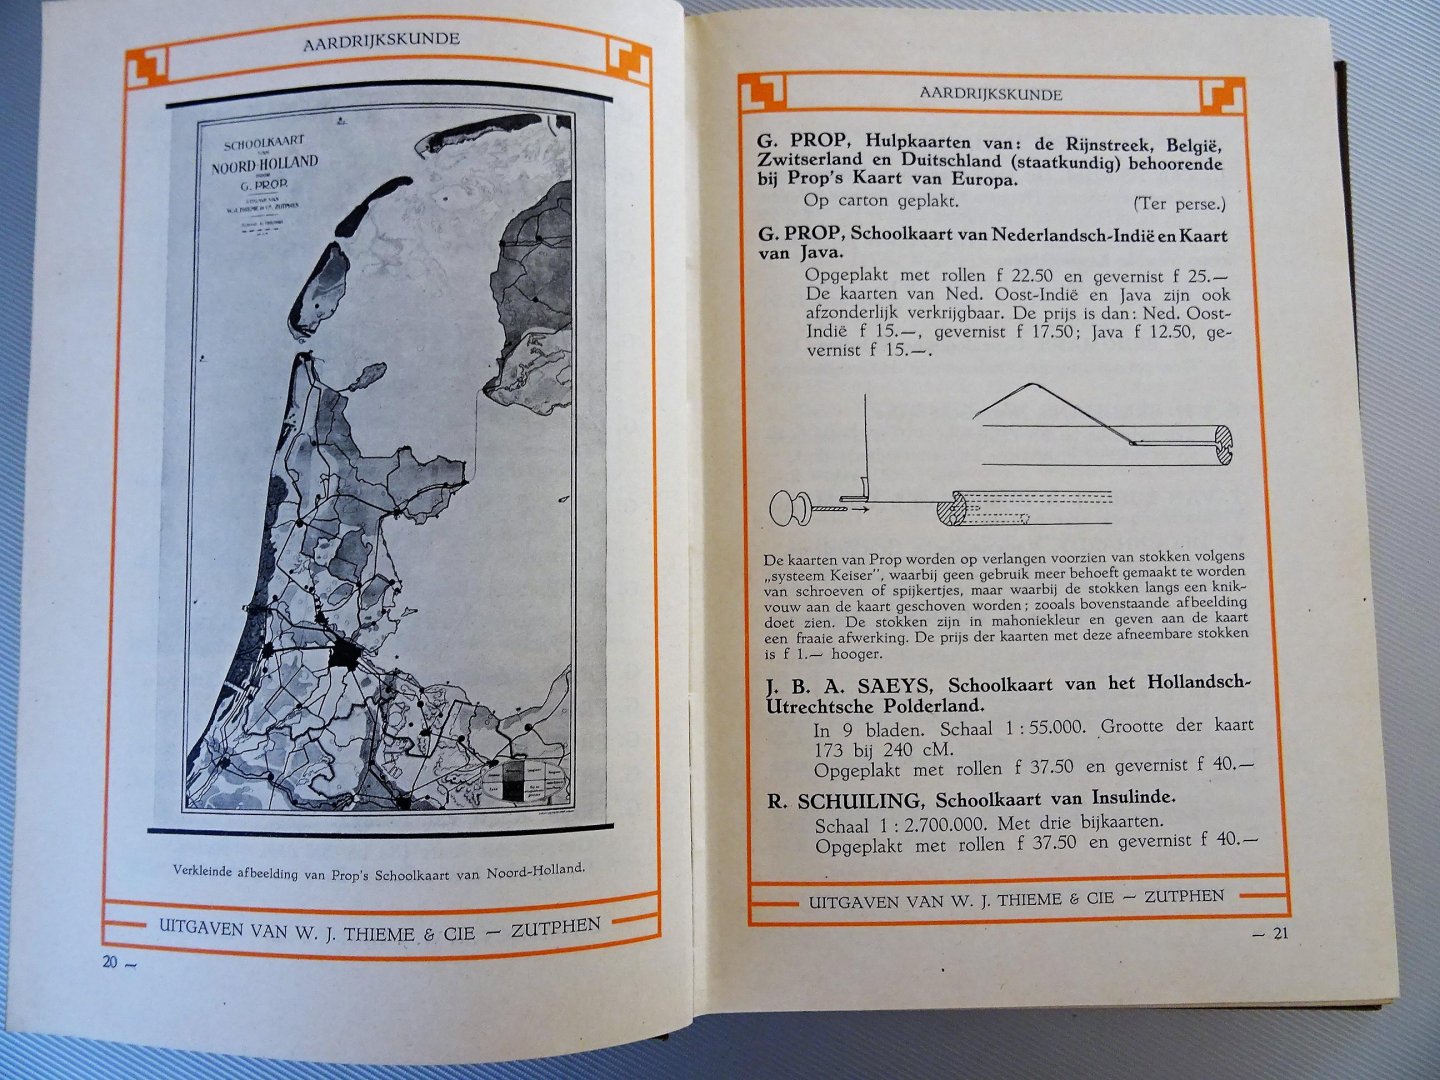 AARDRIJKSKUNDE
SCHOOLKAART
VAN
NOORD-HOLLAND
DOOR
G. PROP.
UITGAVE VAN
W. J. THIEME & CIE, ZUTPHEN
Verkleinde afbeelding van Prop's Schoolkaart van Noord-Holland.
UITGAVEN VAN W. J. THIEME & CIE — ZUTPHEN
20 —
AARDRIJKSKUNDE
G. PROP, Hulpkaarten van: de Rijnstreek, België,
Zwitserland en Duitschland (staatkundig) behoorende
bij Prop's Kaart van Europa.
Op carton geplakt. (Ter perse.)
G. PROP, Schoolkaart van Nederlandsch-Indië en Kaart
van Java.
Opgeplakt met rollen f 22.50 en gevernist f 25.—
De kaarten van Ned. Oost-Indië en Java zijn ook
afzonderlijk verkrijgbaar. De prijs is dan: Ned. Oost-
Indië f 15.—, gevernist f 17.50; Java f 12.50, ge-
vernist f 15.—.
De kaarten van Prop worden op verlangen voorzien van stokken volgens
„systeem Keiser”, waarbij geen gebruik meer behoeft gemaakt te worden
van schroeven of spijkertjes, maar waarbij de stokken langs een knik-
vouw aan de kaart geschoven worden; zooals bovenstaande afbeelding
doet zien. De stokken zijn in mahoniekleur en geven aan de kaart
een fraaie afwerking. De prijs der kaarten met deze afneembare stokken
is f 1.— hooger.
J. B. A. SAEYS, Schoolkaart van het Hollandsch-
Utrechtsche Polderland.
In 9 bladen. Schaal 1 : 55.000. Grootte der kaart
173 bij 240 cM.
Opgeplakt met rollen f 37.50 en gevernist f 40.—
R. SCHUILING, Schoolkaart van Insulinde.
Schaal 1 : 2.700.000. Met drie bijkaarten.
Opgeplakt met rollen f 37.50 en gevernist f 40.—
UITGAVEN VAN W. J. THIEME & CIE — ZUTPHEN
— 21